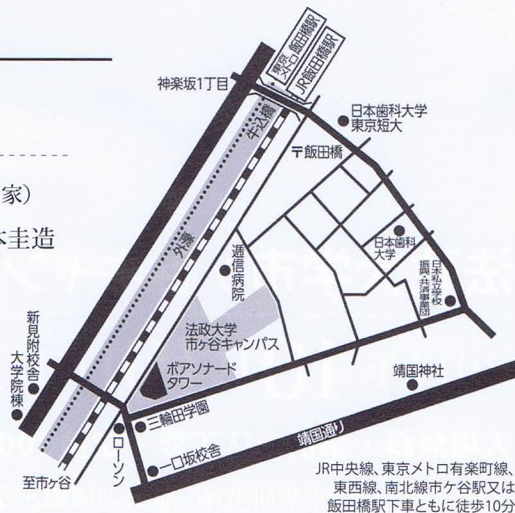 東京
メトロ飯田橋駅
JR飯田橋駅
神楽坂1丁目
牛込橋
日本歯科大学
東京短大
〒飯田橋
家）
本圭造
外濠
逓信病院
日本歯科
大学
日本私立学校
振興・共済事業団
新見附校舎
大学院棟
法政大学
市ヶ谷キャンパス
ボアソナード
タワー
靖国神社
三輪田学園
靖国通り
ローソン
一口坂校舎
至市ヶ谷
JR中央線、東京メトロ有楽町線、
東西線、南北線市ケ谷駅又は
飯田橋駅下車ともに徒歩10分